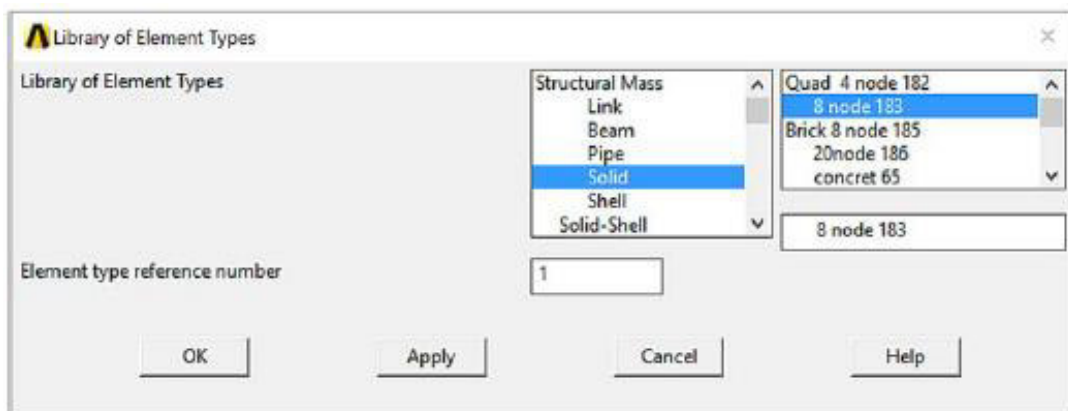 Library of Element Types
Library of Element Types
Structural Mass
Link
Beam
Pipe
Solid
Shell
Solid-Shell
Quad 4 node 182
8 node 183
Brick 8 node 185
20node 186
concret 65
8 node 183
Element type reference number
1
OK
Apply
Cancel
Help